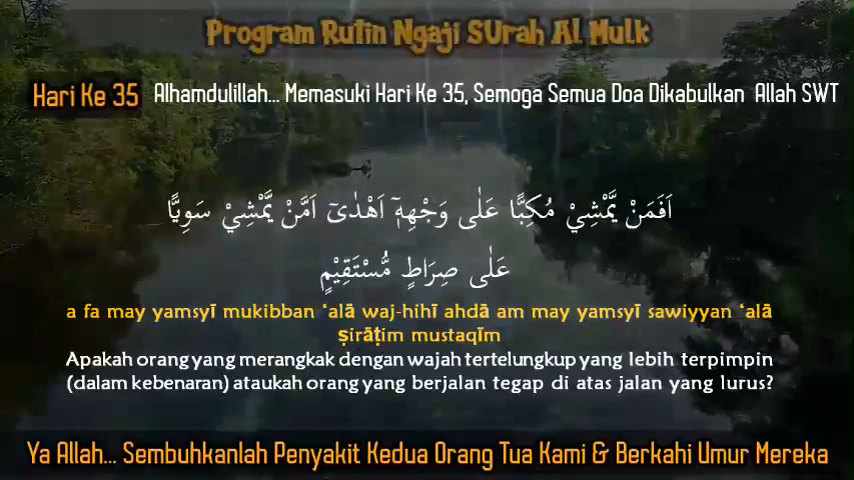 Program Rutin Ngaji SUrah Al Mulk
Hari Ke 35
Alhamdulillah... Memasuki Hari Ke 35, Semoga Semua Doa Dikabulkan Allah SWT
اَفَمَنْ يَّمْشِيْ مُكِبًّا عَلٰى وَجْهِهٖٓ اَهْدٰىٓ اَمَّنْ يَّمْشِيْ سَوِيًّا
عَلٰى صِرَاطٍ مُّسْتَقِيْمٍ
a fa may yamsyī mukibban ‘alā waj-hihī ahdā am may yamsyī sawiyyan ‘alā
ṣirāṭim mustaqīm
Apakah orang yang merangkak dengan wajah tertelungkup yang lebih terpimpin
(dalam kebenaran) ataukah orang yang berjalan tegap di atas jalan yang lurus?
Ya Allah... Sembuhkanlah Penyakit Kedua Orang Tua Kami & Berkahi Umur Mereka